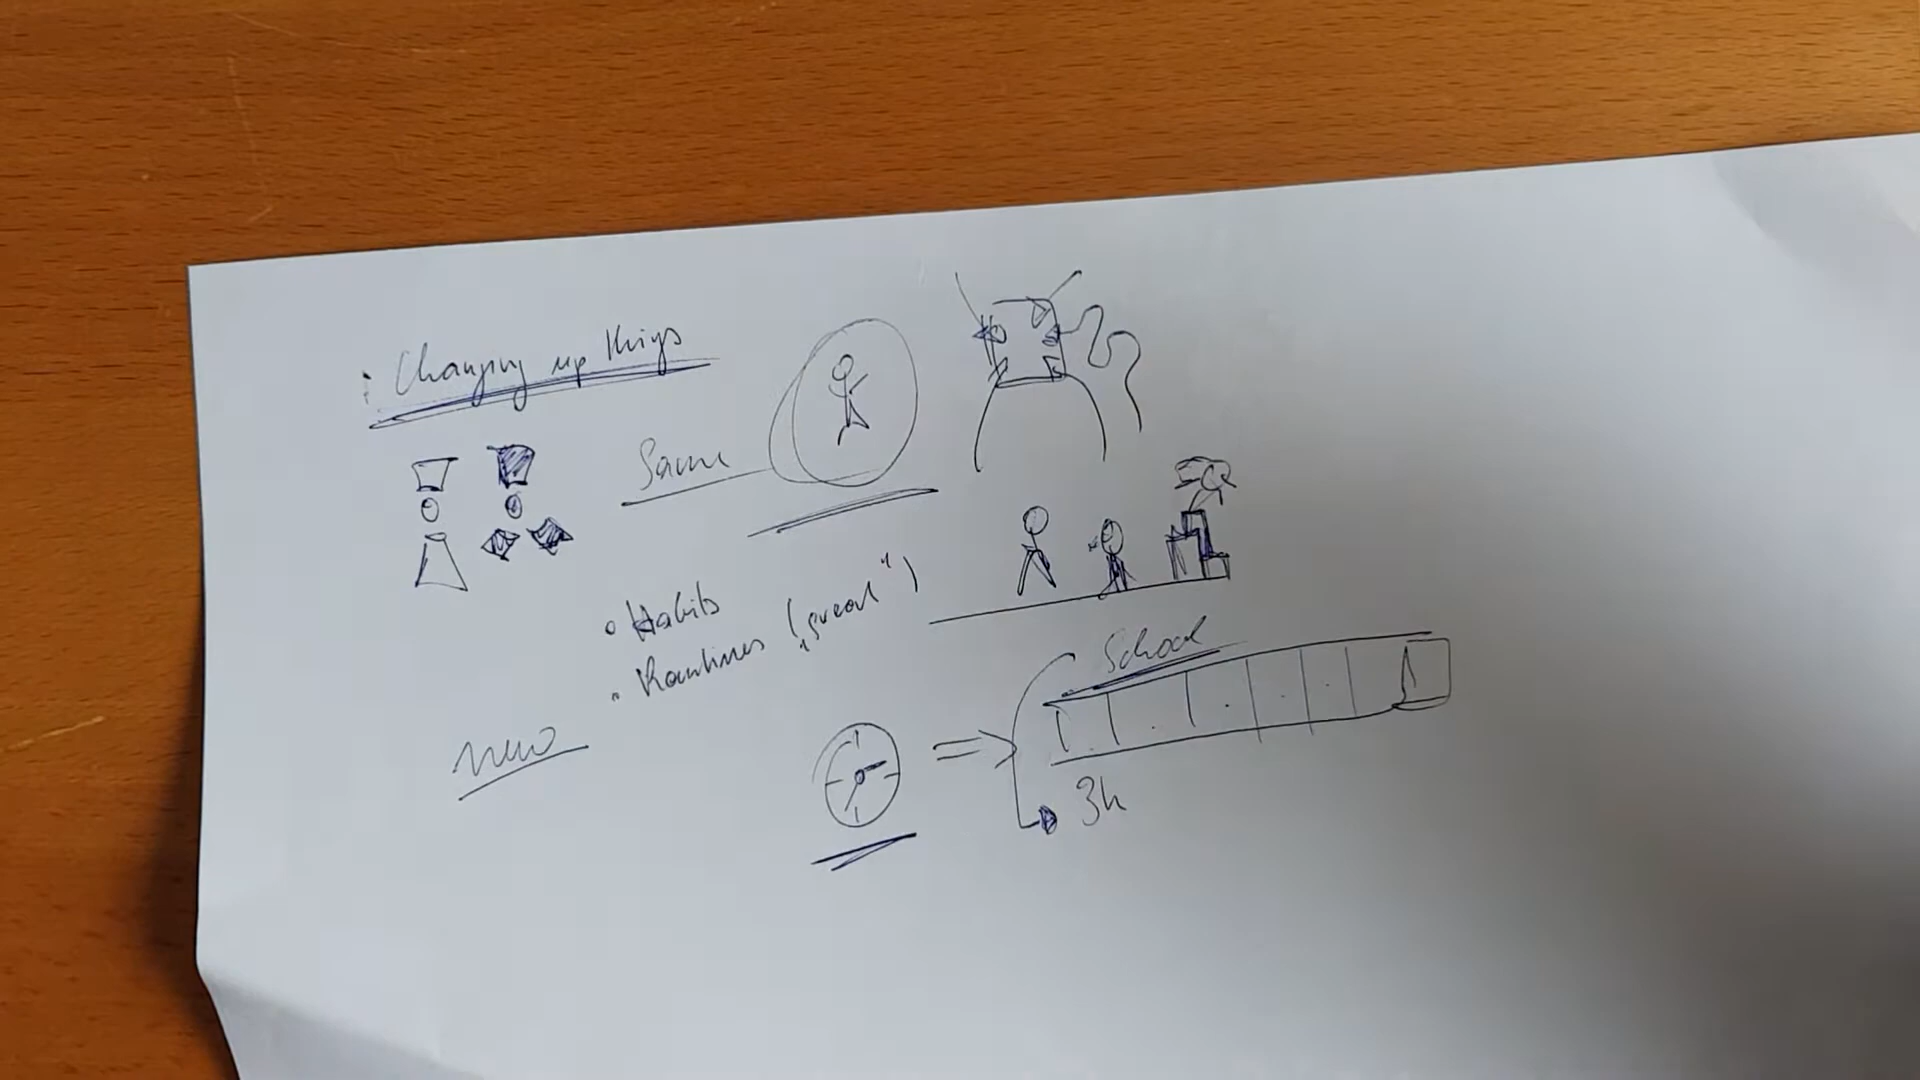 : Changing up things
Same
• Habits
• Routines („great“)
School
new
3h